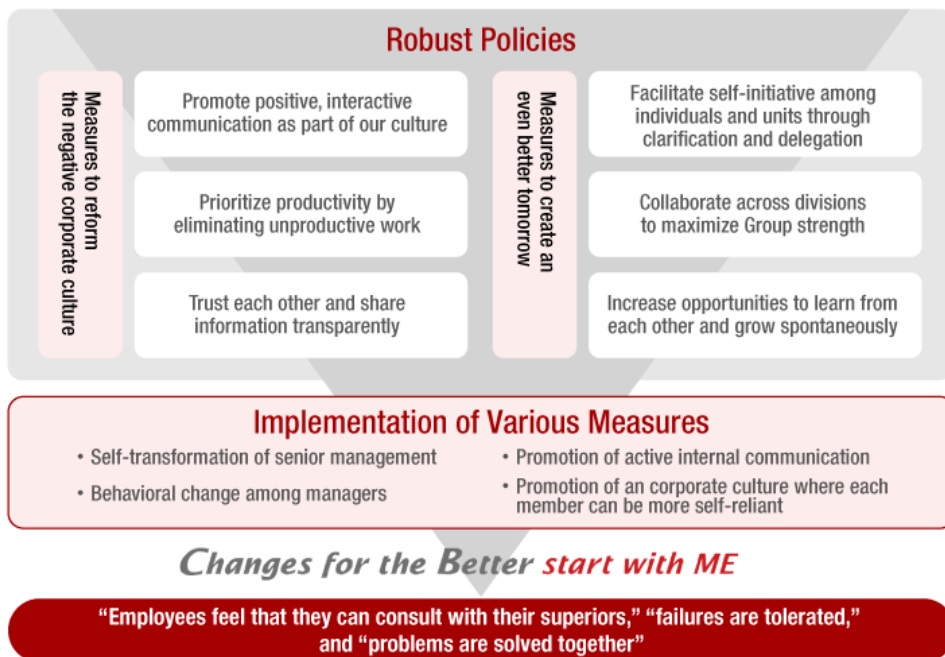 Robust Policies
Measures to reform
the negative corporate culture
Promote positive, interactive
communication as part of our culture
Prioritize productivity by
eliminating unproductive work
Trust each other and share
information transparently
Measures to create an
even better tomorrow
Facilitate self-initiative among
individuals and units through
clarification and delegation
Collaborate across divisions
to maximize Group strength
Increase opportunities to learn from
each other and grow spontaneously
Implementation of Various Measures
• Self-transformation of senior management
• Behavioral change among managers
• Promotion of active internal communication
• Promotion of an corporate culture where each
member can be more self-reliant
Changes for the Better start with ME
“Employees feel that they can consult with their superiors,” “failures are tolerated,”
and “problems are solved together”